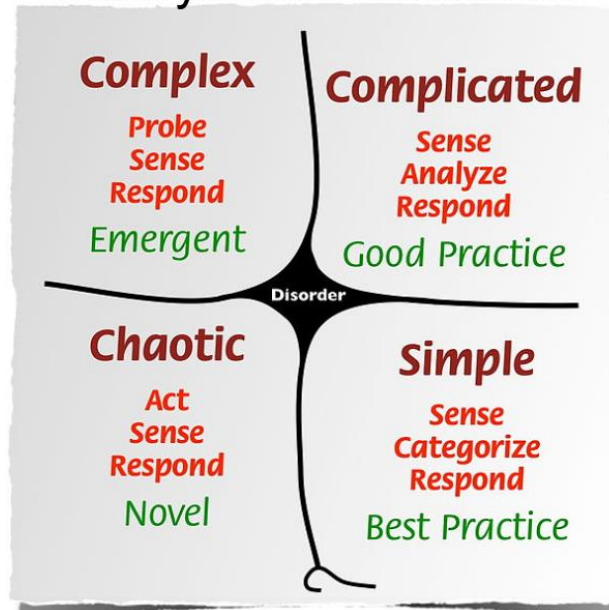 Complex
Probe
Sense
Respond
Emergent
Complicated
Sense
Analyze
Respond
Good Practice
Disorder
Chaotic
Act
Sense
Respond
Novel
Simple
Sense
Categorize
Respond
Best Practice